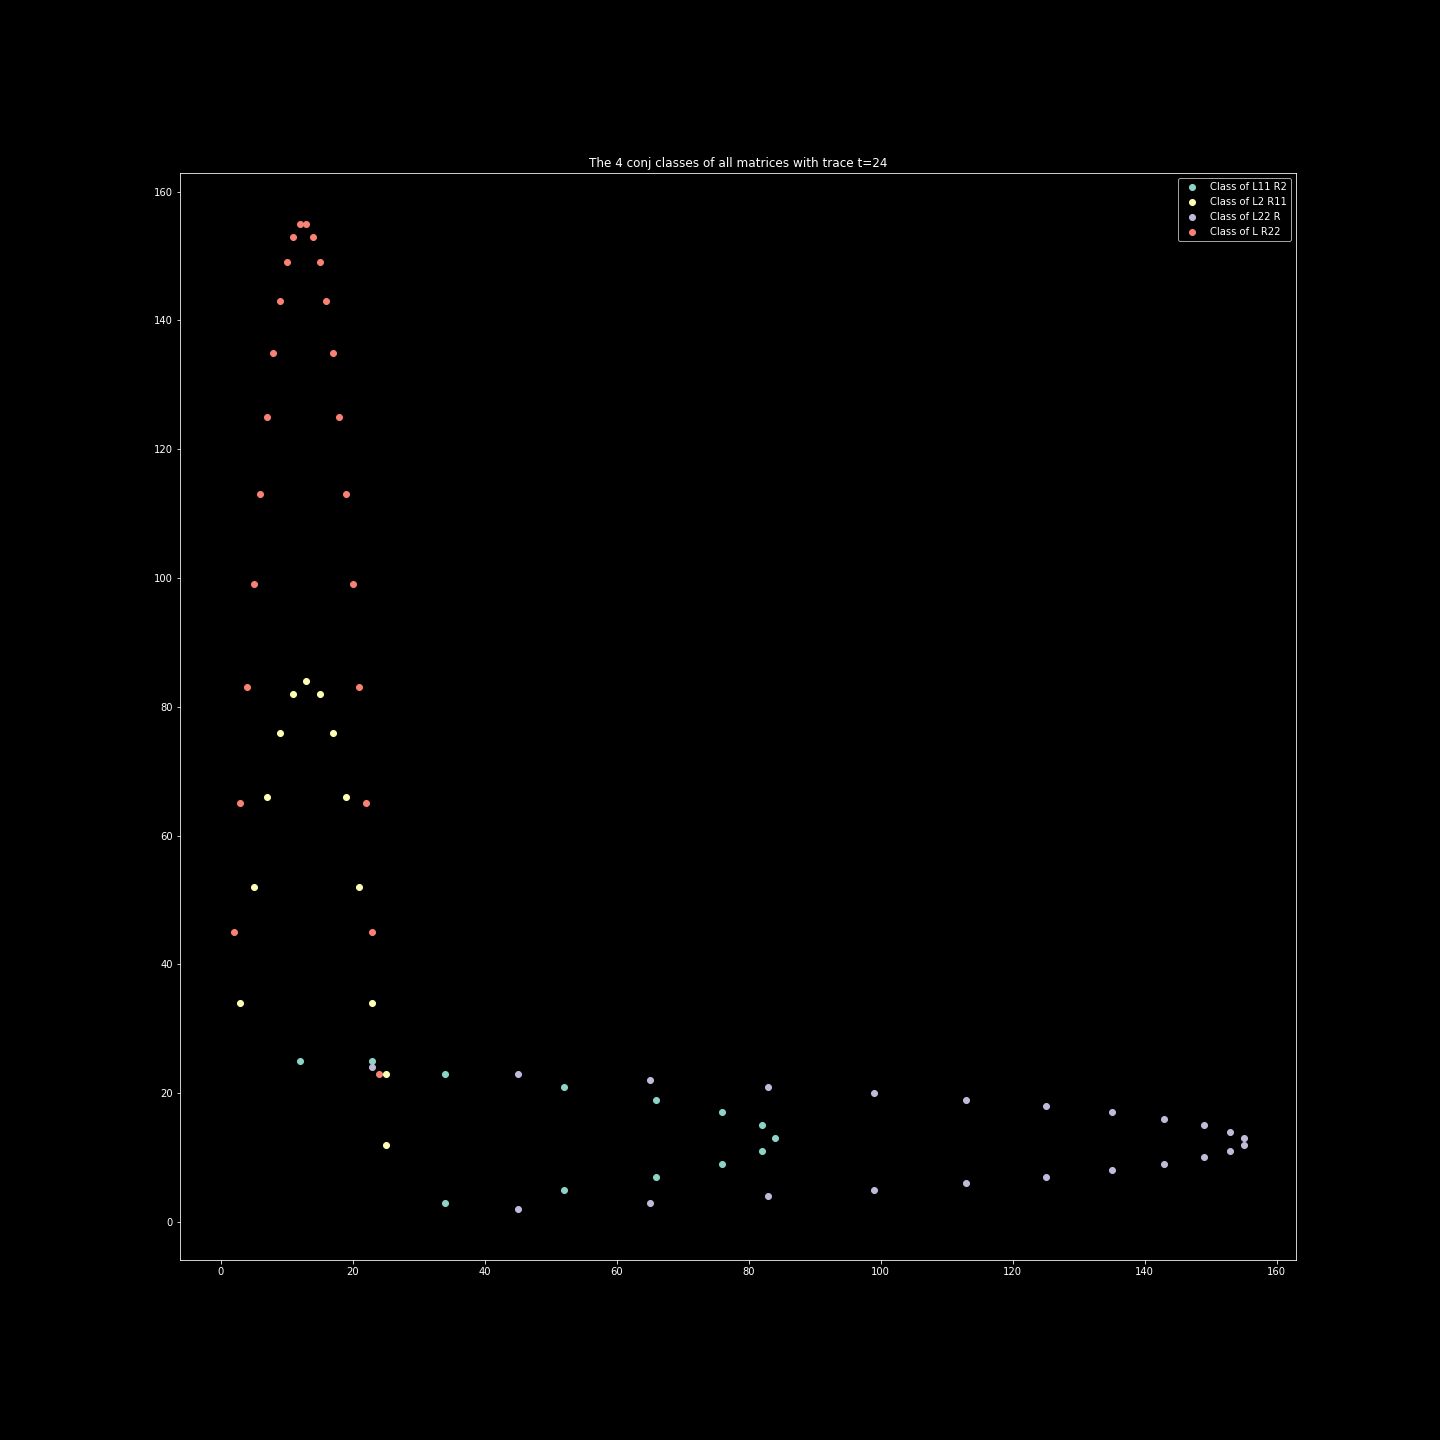 The 4 conj classes of all matrices with trace t=24
Class of L11 R2
Class of L2 R11
Class of L22 R
Class of L R22
160
140
120
100
80
60
40
20
0
0 20 40 60 80 100 120 140 160